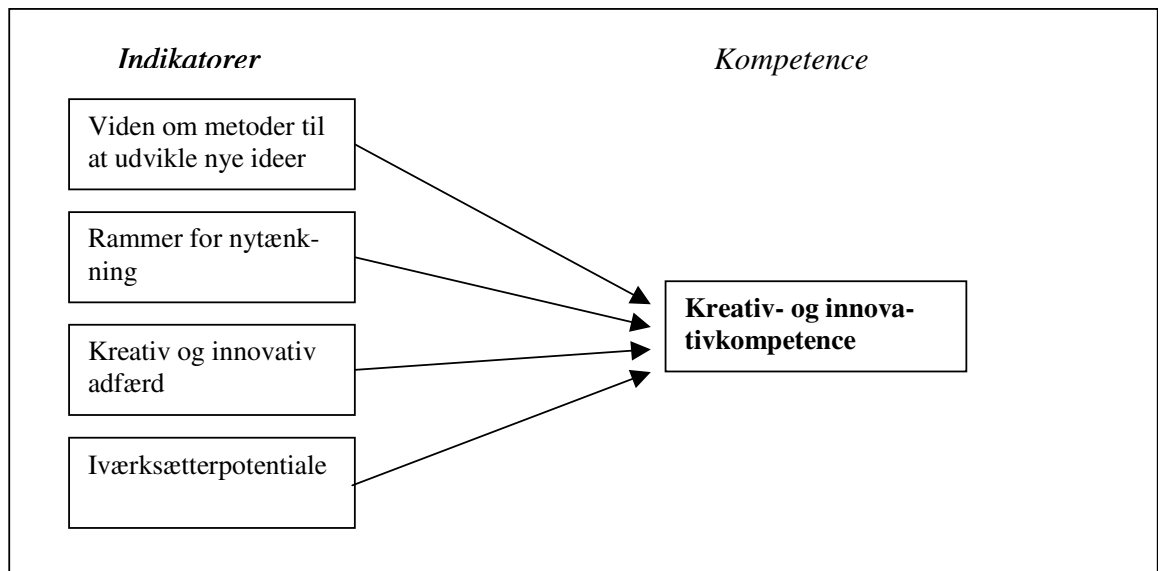 Indikatorer
Kompetence
Viden om metoder til
at udvikle nye ideer
Rammer for nytænk-
ning
Kreativ og innovativ
adfærd
Iværksætterpotentiale
Kreativ- og innova-
tivkompetence